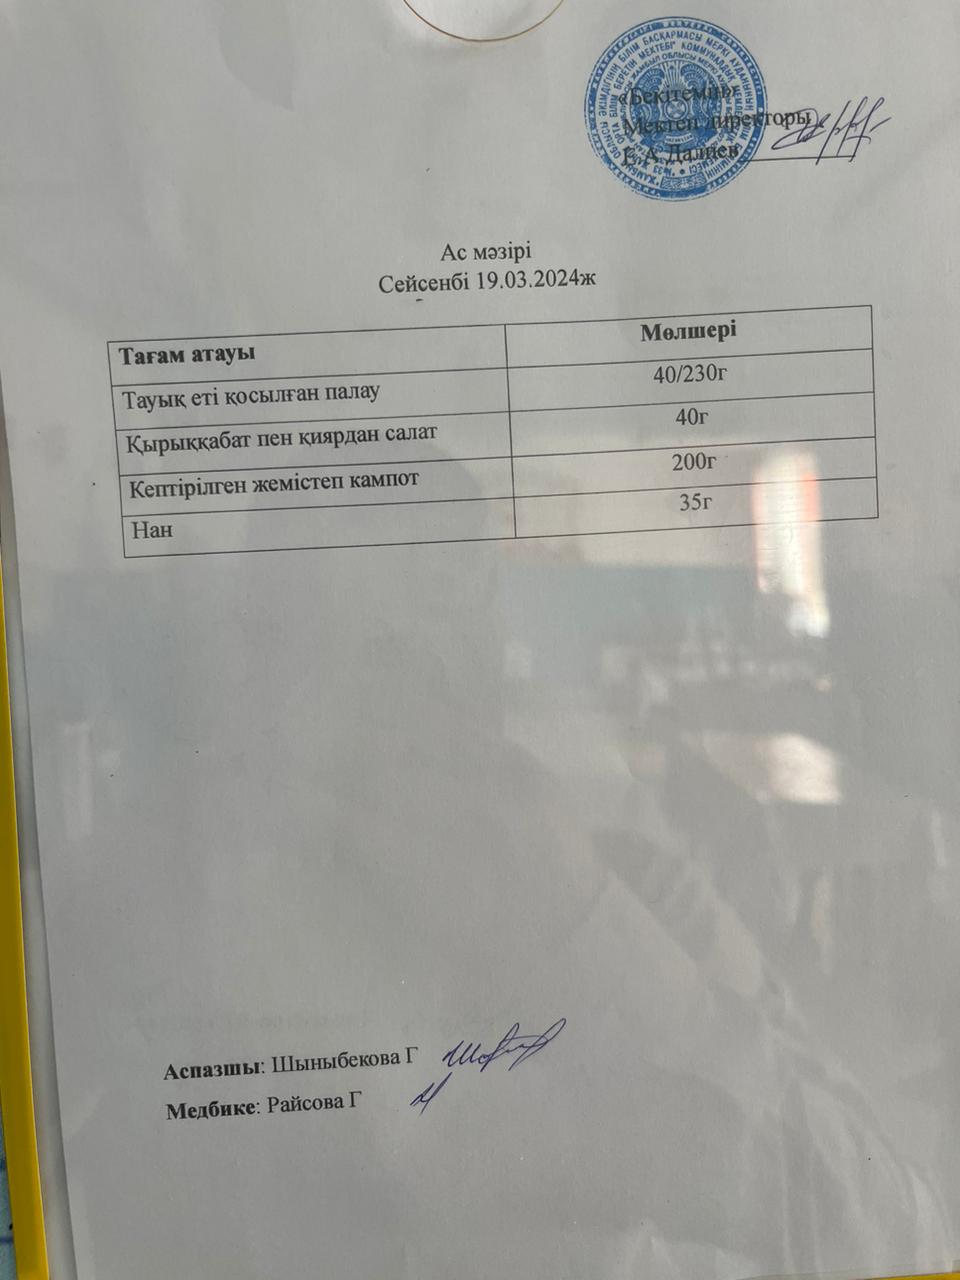 «Бекітемін»
Мектеп директоры
Ас мәзірі
Сейсенбі 19.03.2024ж
Тағам атауы Мөлшері
Тауық еті қосылған палау 40/230г
Қырыққабат пен қиярдан салат 40г
Кептірілген жемістеп кампот 200г
Нан 35г
Аспазшы: Шыныбекова Г
Медбике: Райсова Г